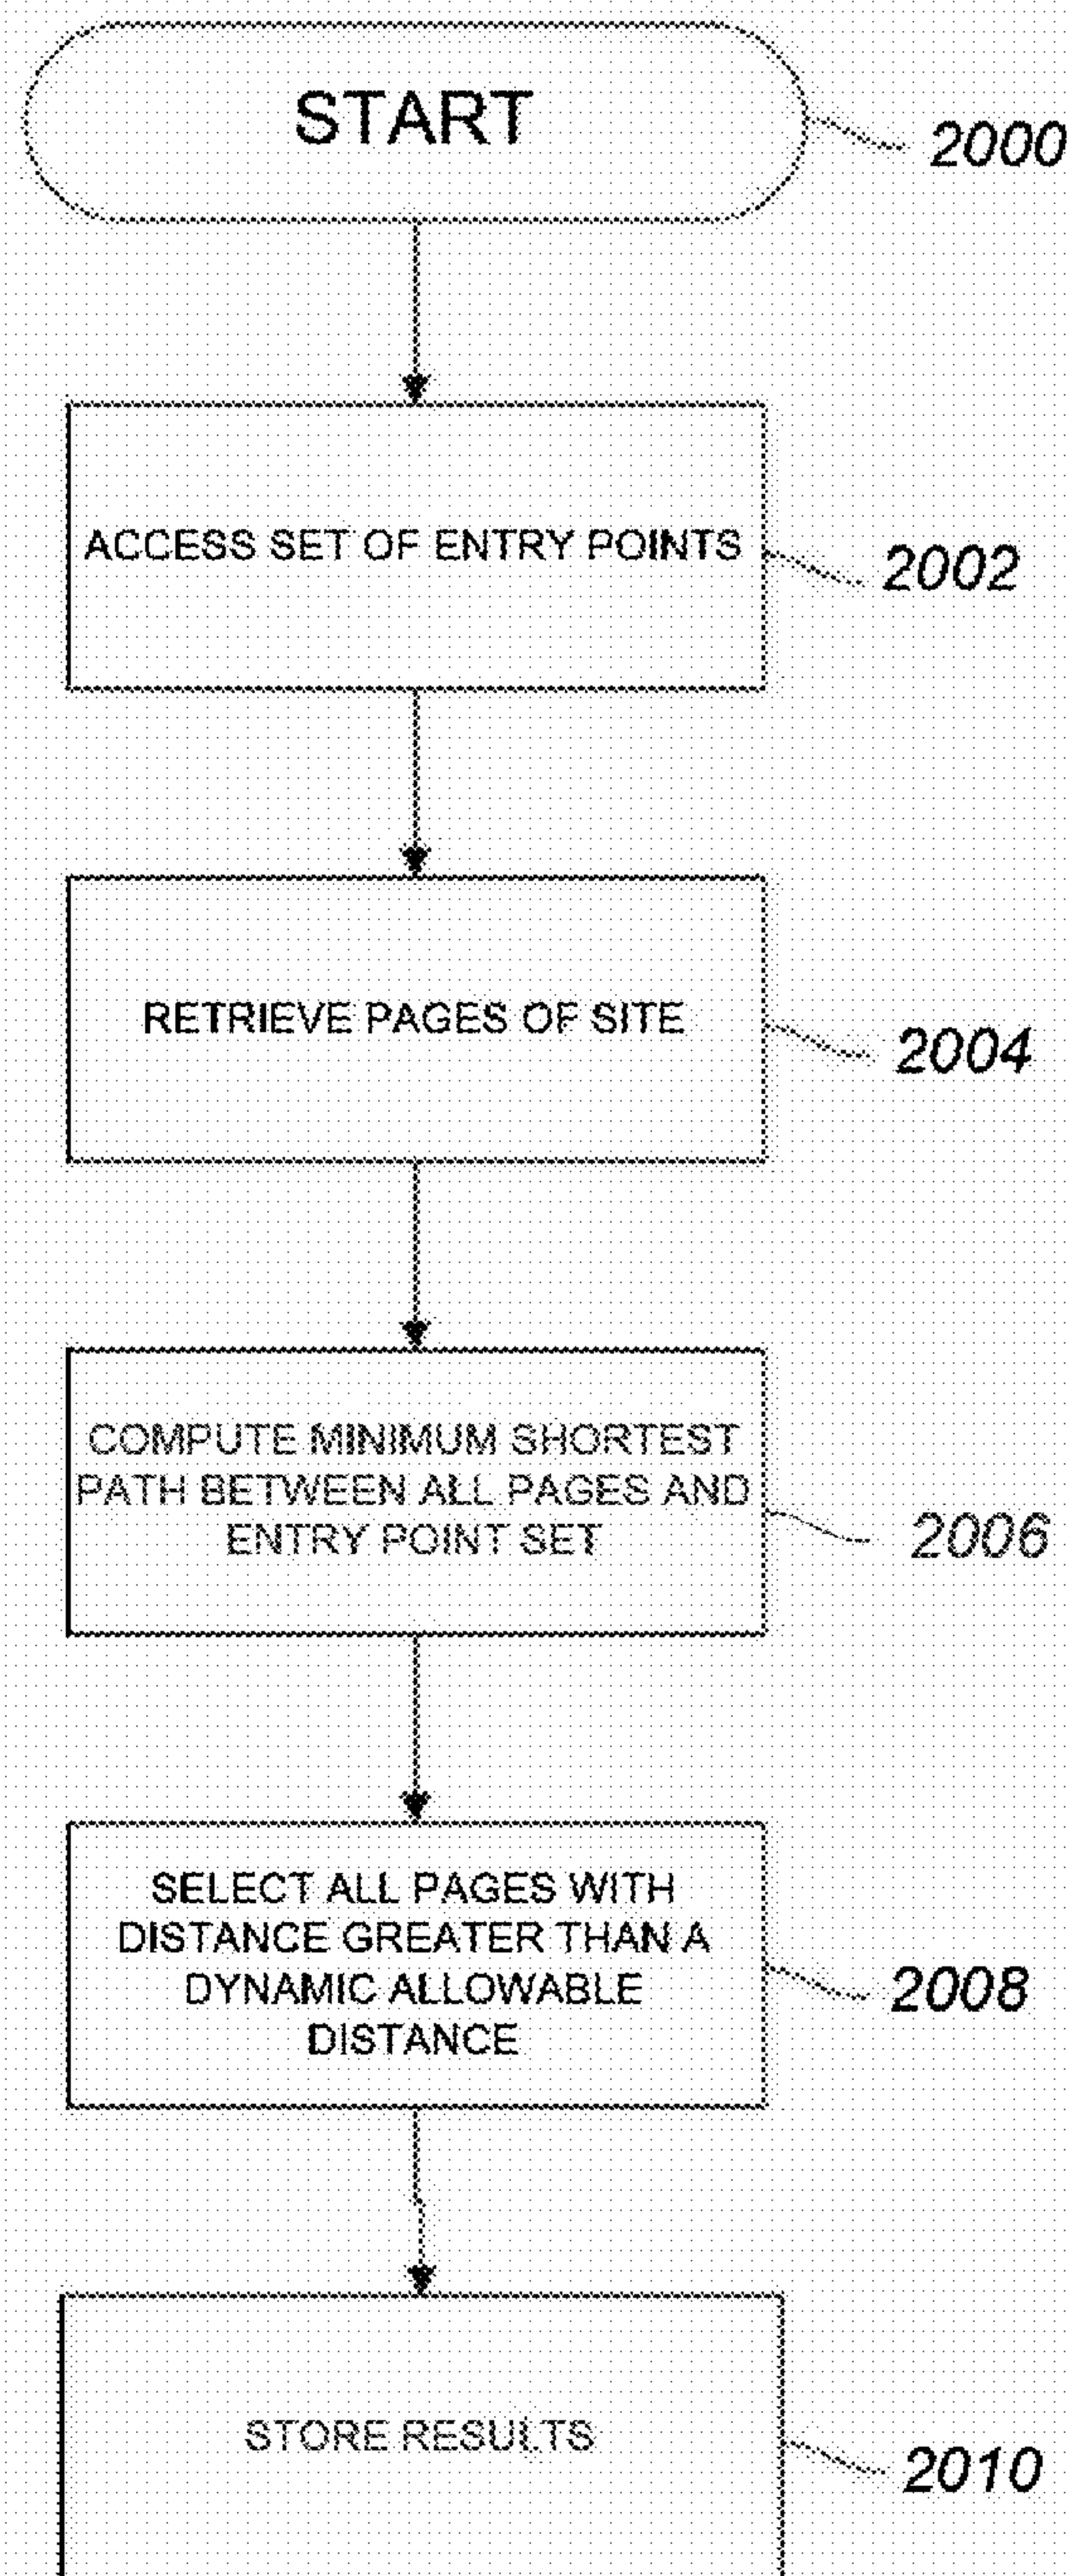 START
2000
ACCESS SET OF ENTRY POINTS
2002
RETRIEVE PAGES OF SITE
2004
COMPUTE MINIMUM SHORTEST
PATH BETWEEN ALL PAGES AND
ENTRY POINT SET
2006
SELECT ALL PAGES WITH
DISTANCE GREATER THAN A
DYNAMIC ALLOWABLE
DISTANCE
2008
STORE RESULTS
2010